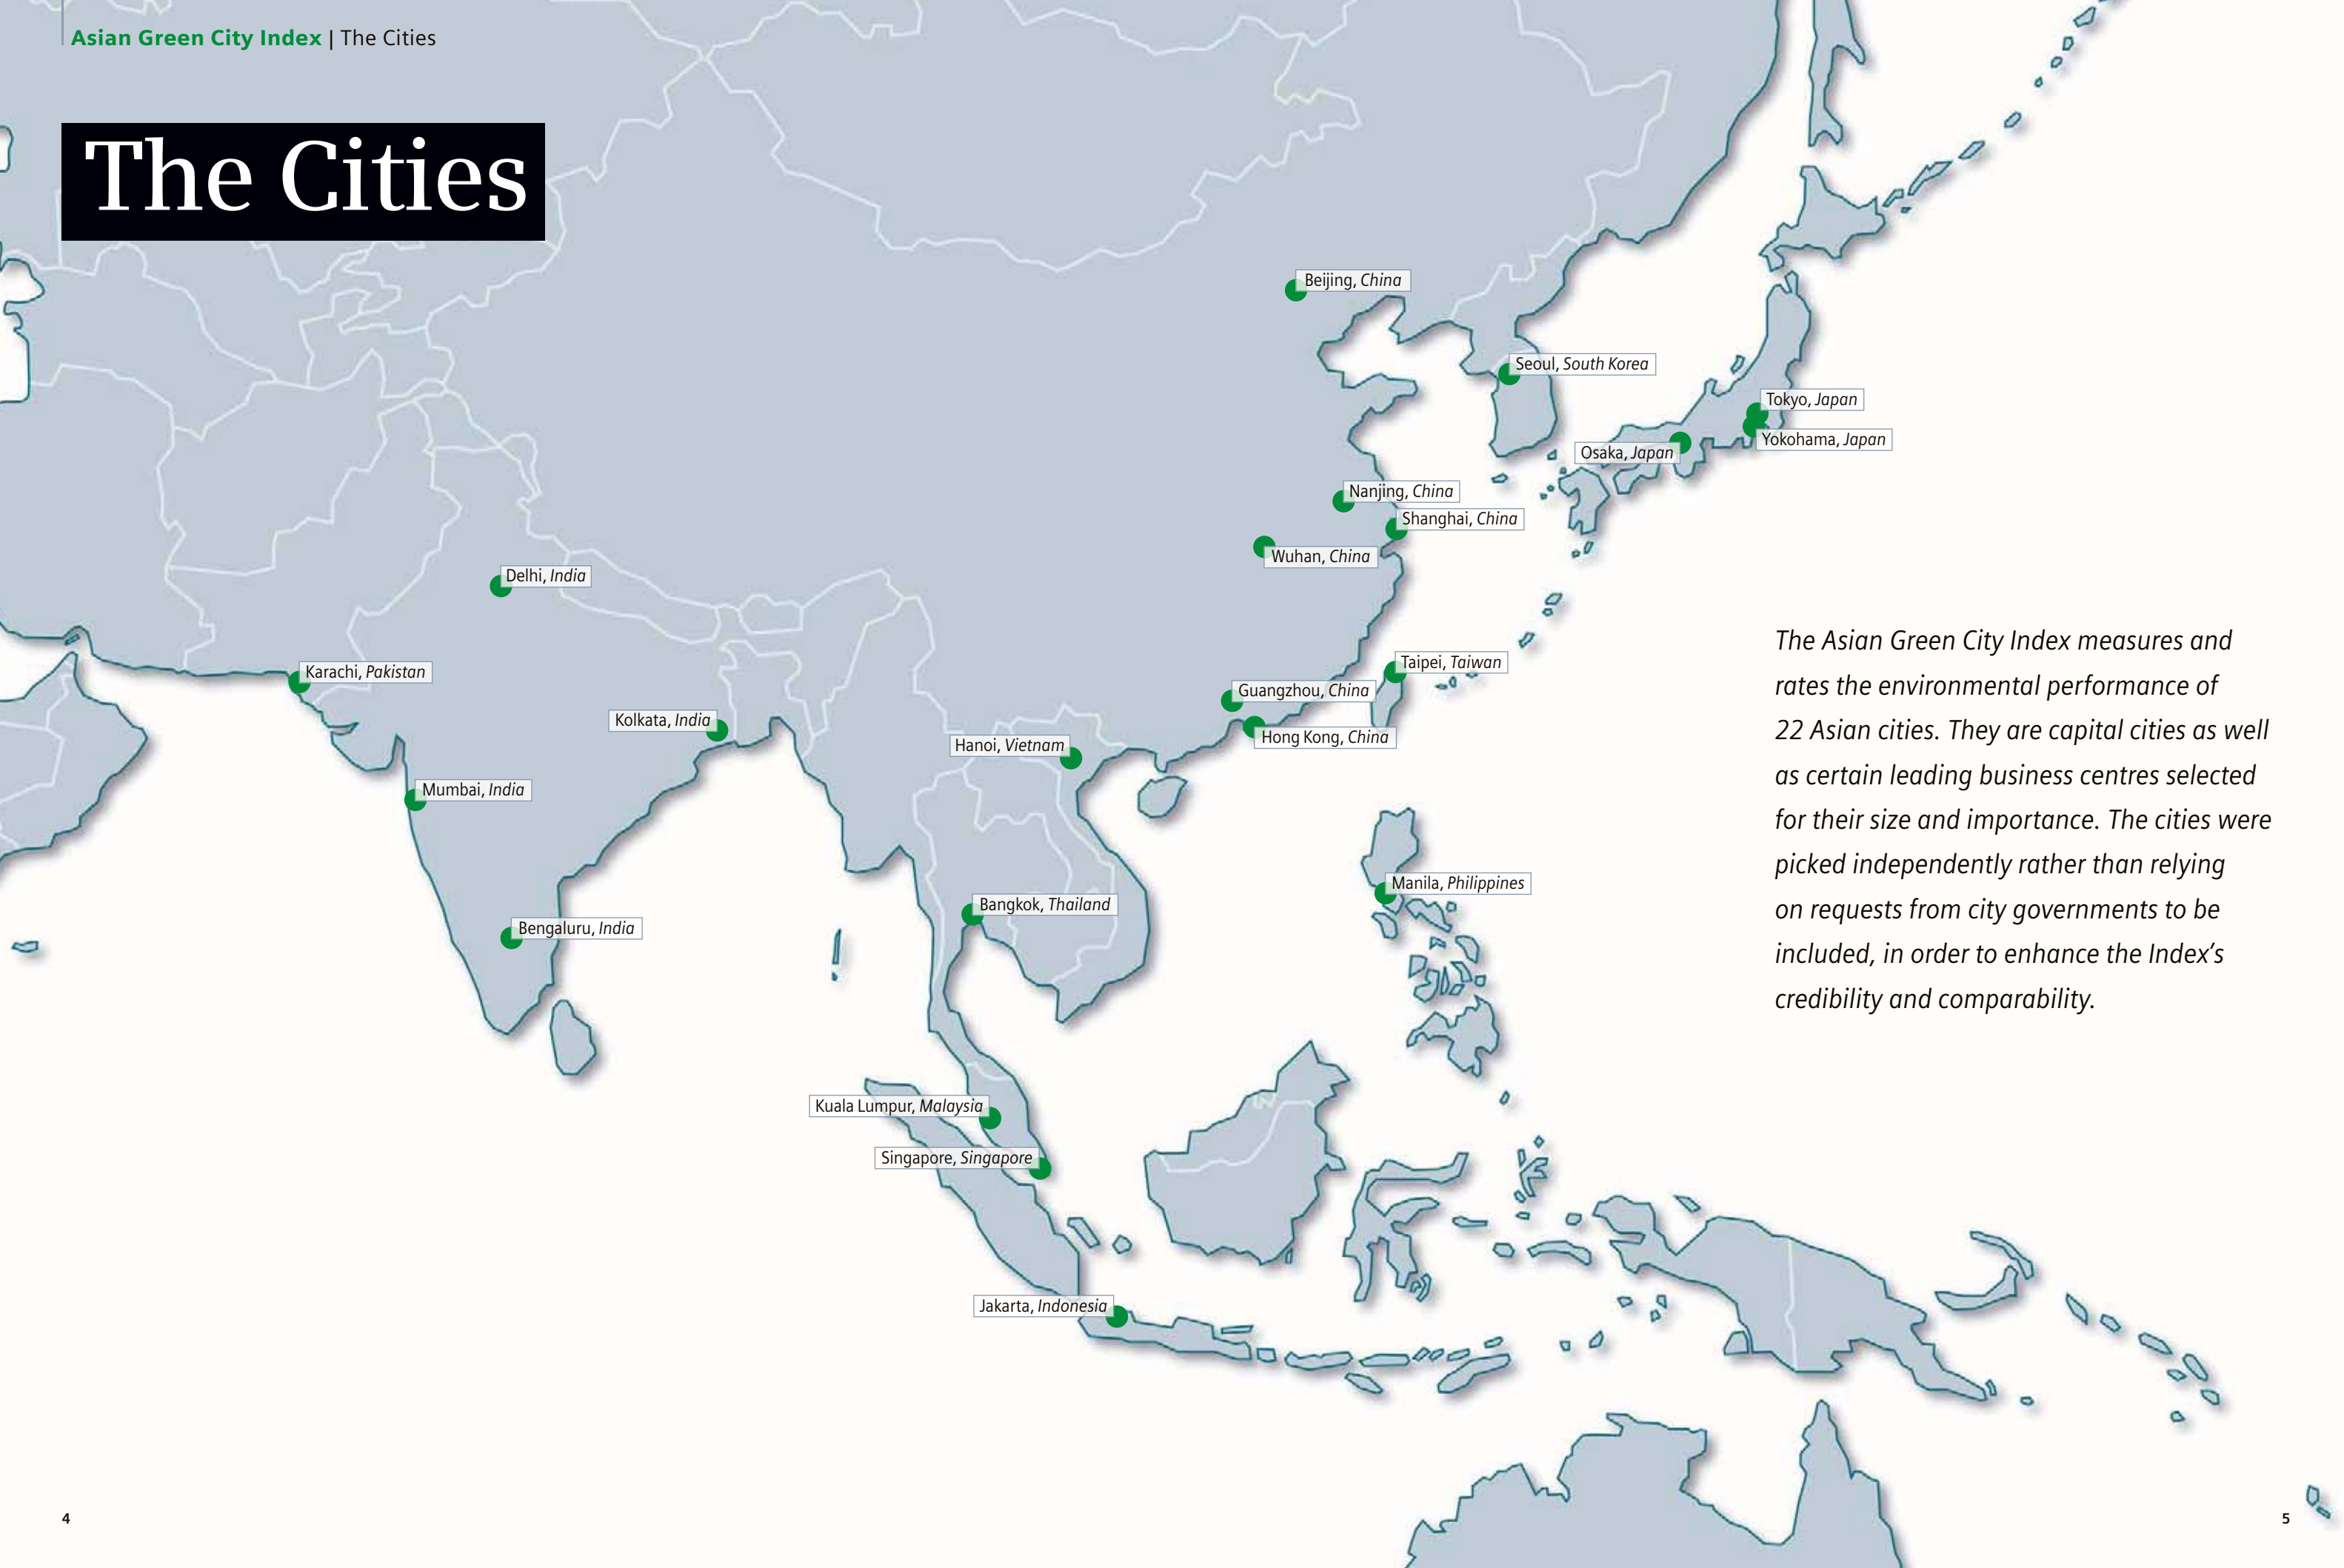 Asian Green City Index | The Cities
The Cities
Beijing, China
Seoul, South Korea
Tokyo, Japan
Yokohama, Japan
Osaka, Japan
Nanjing, China
Shanghai, China
Wuhan, China
Delhi, India
Karachi, Pakistan
Taipei, Taiwan
Guangzhou, China
Kolkata, India
Hong Kong, China
Hanoi, Vietnam
Mumbai, India
Manila, Philippines
Bangkok, Thailand
Bengaluru, India
Kuala Lumpur, Malaysia
Singapore, Singapore
Jakarta, Indonesia
The Asian Green City Index measures and
rates the environmental performance of
22 Asian cities. They are capital cities as well
as certain leading business centres selected
for their size and importance. The cities were
picked independently rather than relying
on requests from city governments to be
included, in order to enhance the Index’s
credibility and comparability.
4
5